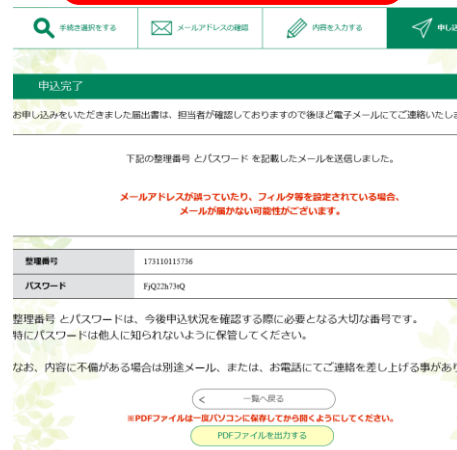 手続き選択をする
メールアドレスの確認
内容を入力する
申し込
申込完了
お申し込みをいただきました届出書は、担当者が確認しておりますので後ほど電子メールにてご連絡いたしま
下記の整理番号 とパスワード を記載したメールを送信しました。
メールアドレスが誤っていたり、フィルタ等を設定されている場合、
メールが届かない可能性がございます。
整理番号 173110115736
パスワード FjQ22h73tQ
整理番号 とパスワードは、今後申込状況を確認する際に必要となる大切な番号です。
特にパスワードは他人に知られないように保管してください。
なお、内容に不備がある場合は別途メール、または、お電話にてご連絡を差し上げる事があり
一覧へ戻る
※PDFファイルは一度パソコンに保存してから開くようにしてください。
PDFファイルを出力する